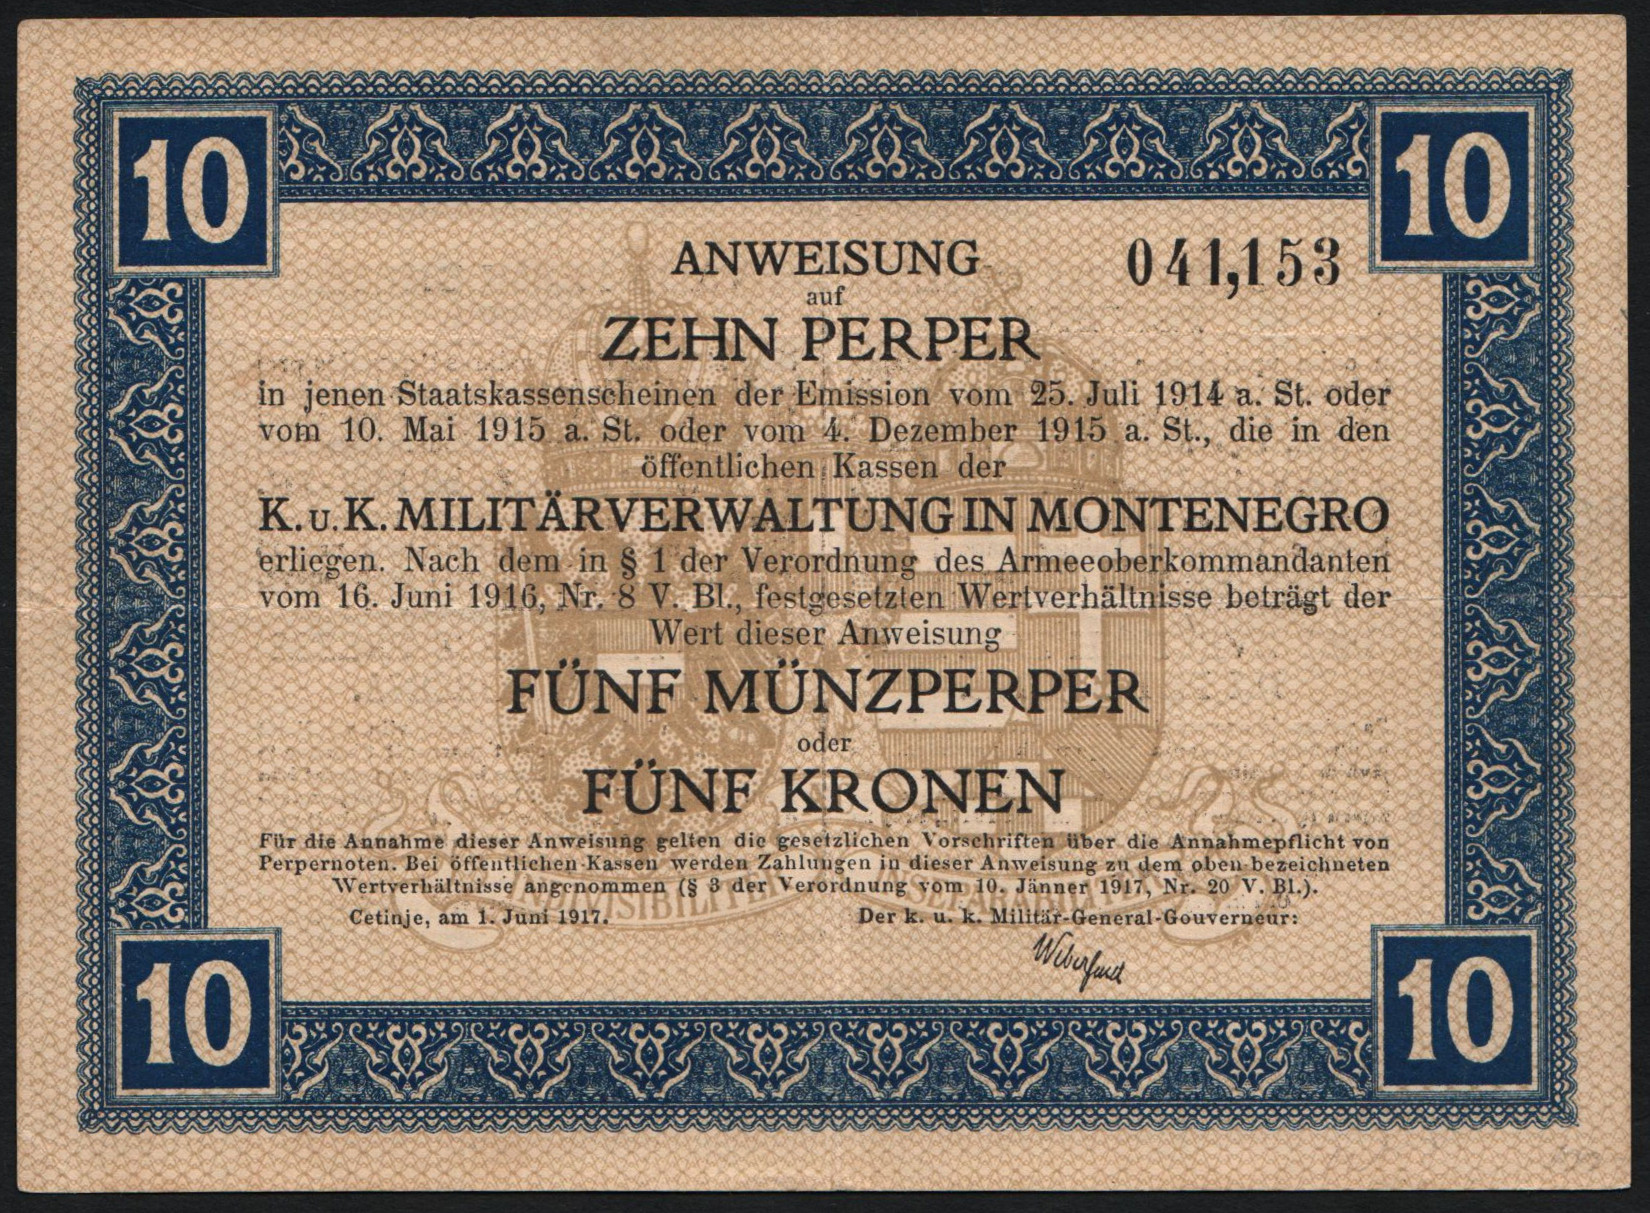 10
10
ANWEISUNG
041,153
auf
ZEHN PERPER
in jenen Staatskassenscheinen der Emission vom 25. Juli 1914 a. St. oder
vom 10. Mai 1915 a. St. oder vom 4. Dezember 1915 a. St., die in den
öffentlichen Kassen der
K.u.K. MILITÄRVERWALTUNG IN MONTENEGRO
erliegen. Nach dem in § 1 der Verordnung des Armeeoberkommandanten
vom 16. Juni 1916, Nr. 8 V. Bl., festgesetzten Wertverhältnisse beträgt der
Wert dieser Anweisung
FÜNF MÜNZPERPER
oder
FÜNF KRONEN
Für die Annahme dieser Anweisung gelten die gesetzlichen Vorschriften über die Annahmepflicht von
Perpernoten. Bei öffentlichen Kassen werden Zahlungen in dieser Anweisung zu dem oben bezeichneten
Wertverhältnisse angenommen (§ 3 der Verordnung vom 10. Jänner 1917, Nr. 20 V. Bl.).
Cetinje, am 1. Juni 1917.
Der k. u. k. Militär-General-Gouverneur:
10
10